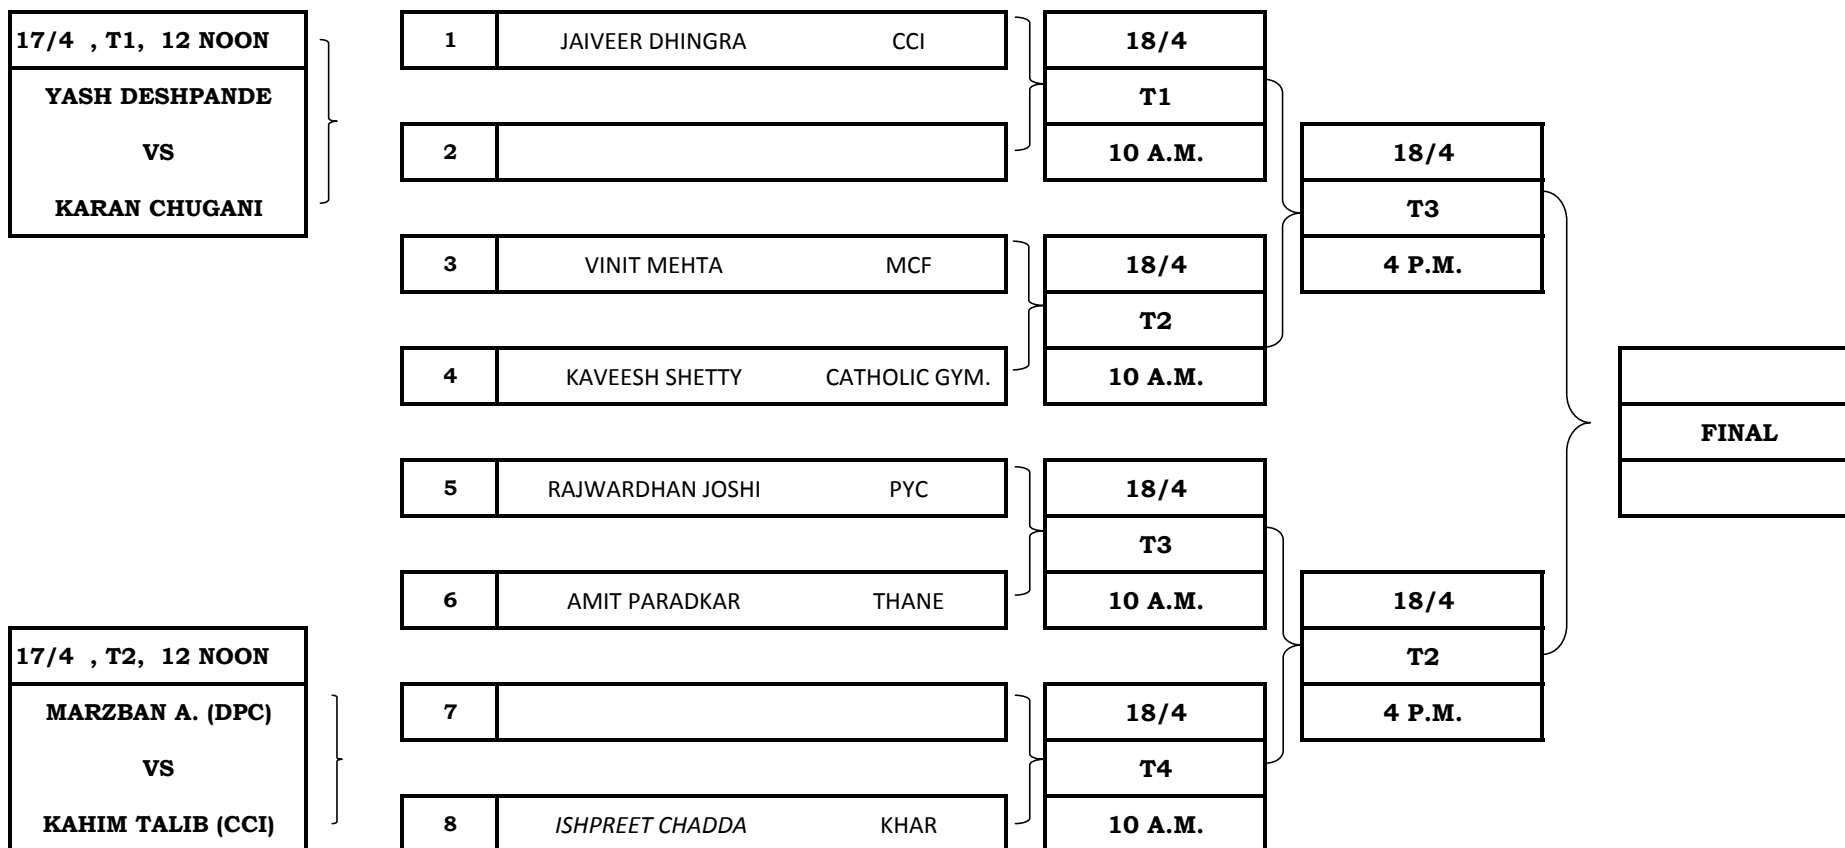 17/4 , T1, 12 NOON
YASH DESHPANDE
VS
KARAN CHUGANI
1 JAIVEER DHINGRA CCI
2
3 VINIT MEHTA MCF
4 KAVEESH SHETTY CATHOLIC GYM.
5 RAJWARDHAN JOSHI PYC
6 AMIT PARADKAR THANE
17/4 , T2, 12 NOON
MARZBAN A. (DPC)
VS
KAHIM TALIB (CCI)
7
8 ISHPREET CHADDA KHAR
18/4
T1
10 A.M.
18/4
T2
10 A.M.
18/4
T3
10 A.M.
18/4
T4
10 A.M.
18/4
T3
4 P.M.
18/4
T2
4 P.M.
FINAL